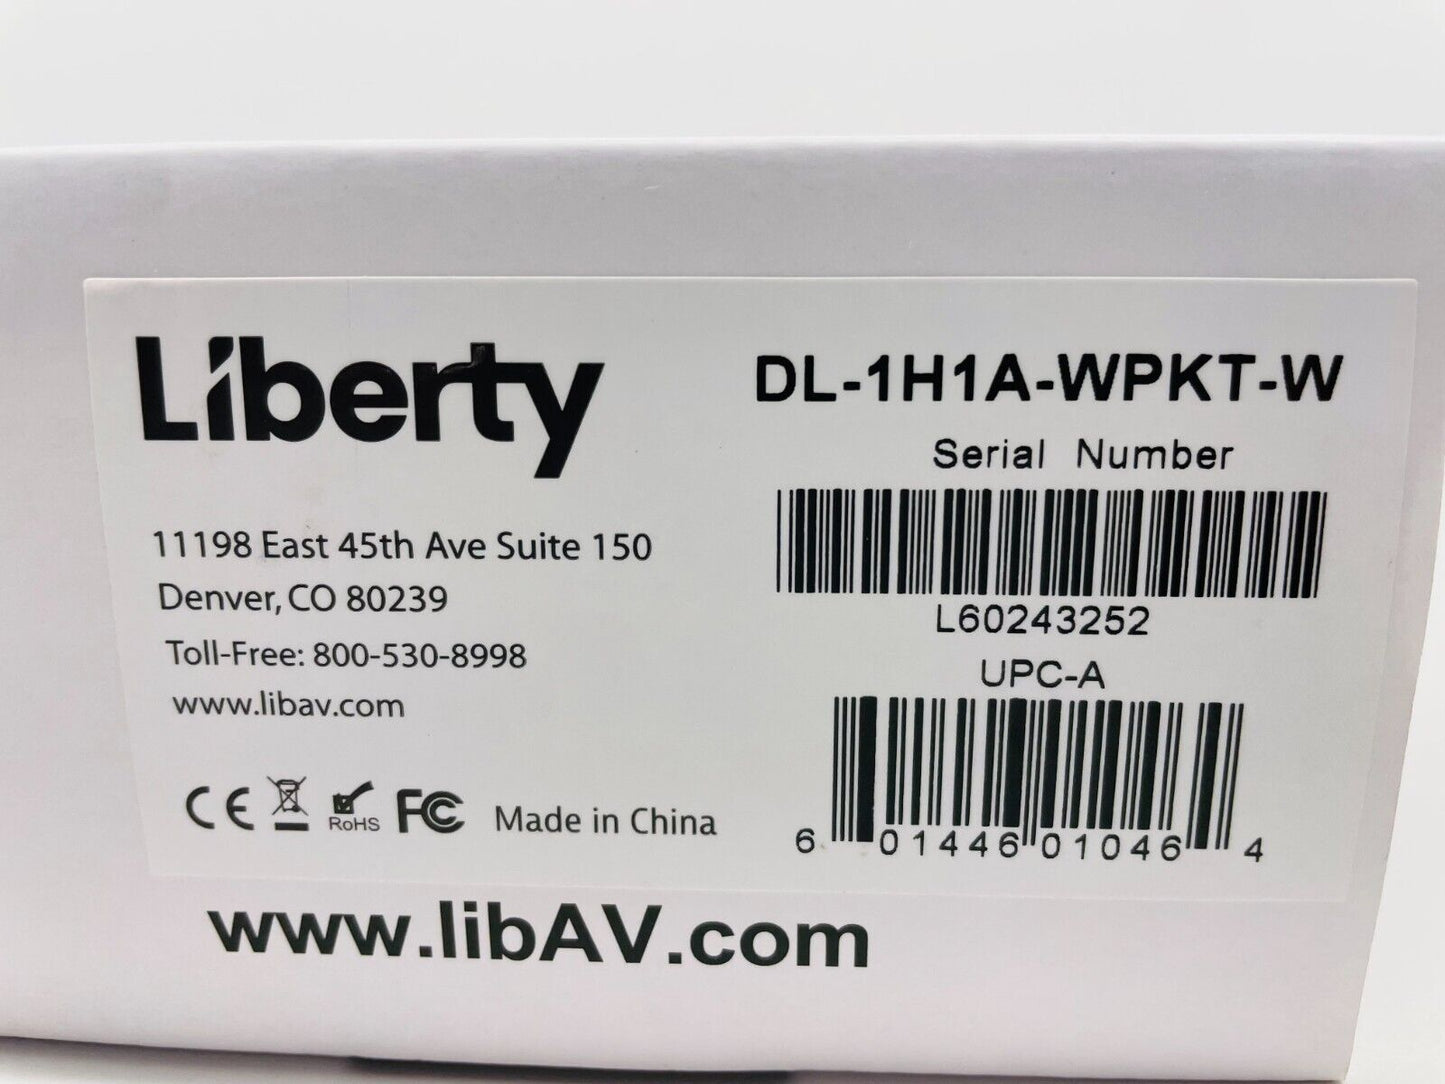 Liberty
11198 East 45th Ave Suite 150
Denver, CO 80239
Toll-Free: 800-530-8998
www.libav.com
CE
RoHS
FC
Made in China
DL-1H1A-WPKT-W
Serial Number
L60243252
UPC-A
6 01446 01046 4
www.libAV.com